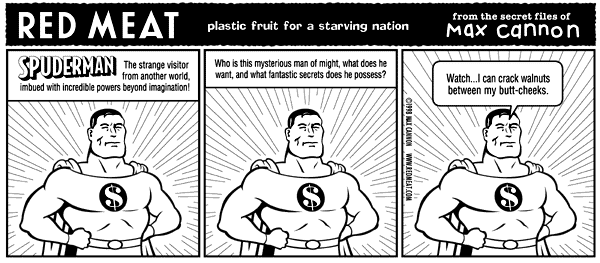 RED MEAT
plastic fruit for a starving nation
from the secret files of
Max cannon
SPUDERMAN The strange visitor
from another world,
imbued with incredible powers beyond imagination!
Who is this mysterious man of might, what does he
want, and what fantastic secrets does he possess?
Watch...I can crack walnuts
between my butt-cheeks.
©1998 MAX CANNON WWW.REDMEAT.COM
$
$
$